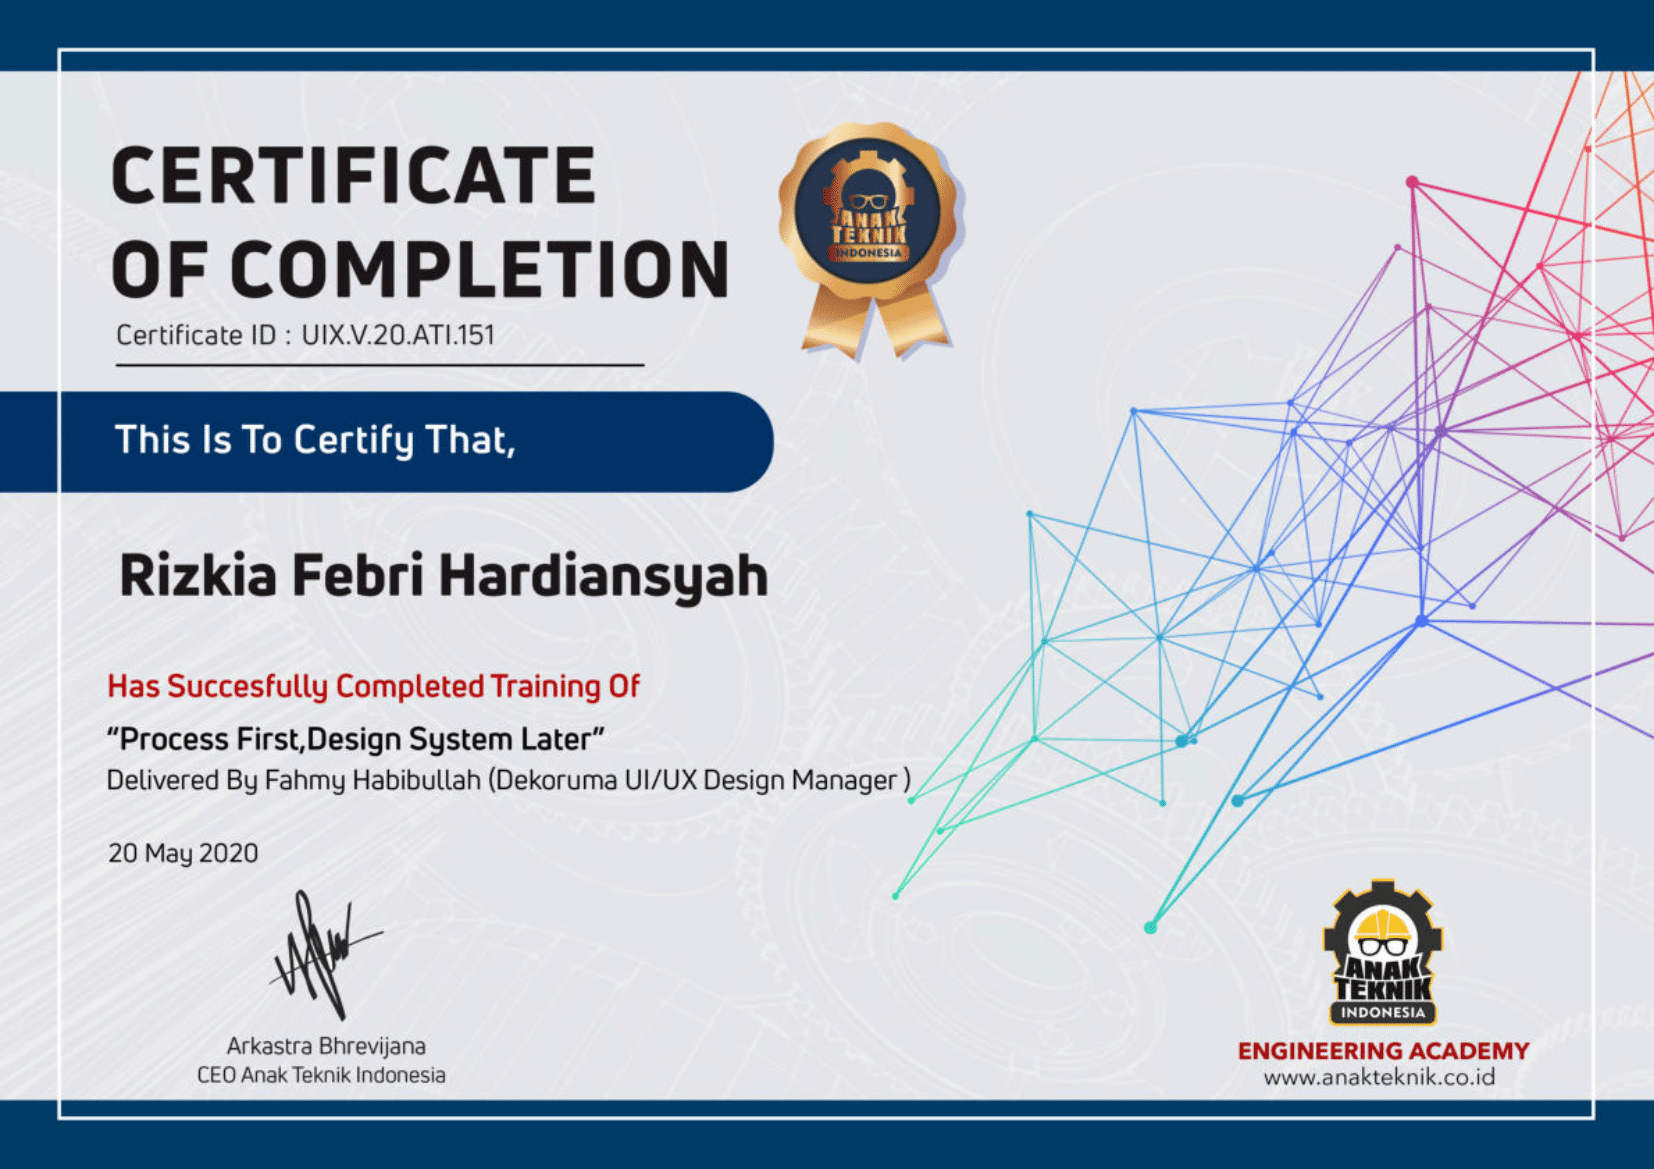 CERTIFICATE
OF COMPLETION
Certificate ID : UIX.V.20.ATI.151
ANAK
TEKNIK
INDONESIA
This Is To Certify That,
Rizkia Febri Hardiansyah
Has Succesfully Completed Training Of
“Process First,Design System Later”
Delivered By Fahmy Habibullah (Dekoruma UI/UX Design Manager )
20 May 2020
Arkastra Bhrevijana
CEO Anak Teknik Indonesia
ANAK
TEKNIK
INDONESIA
ENGINEERING ACADEMY
www.anakteknik.co.id